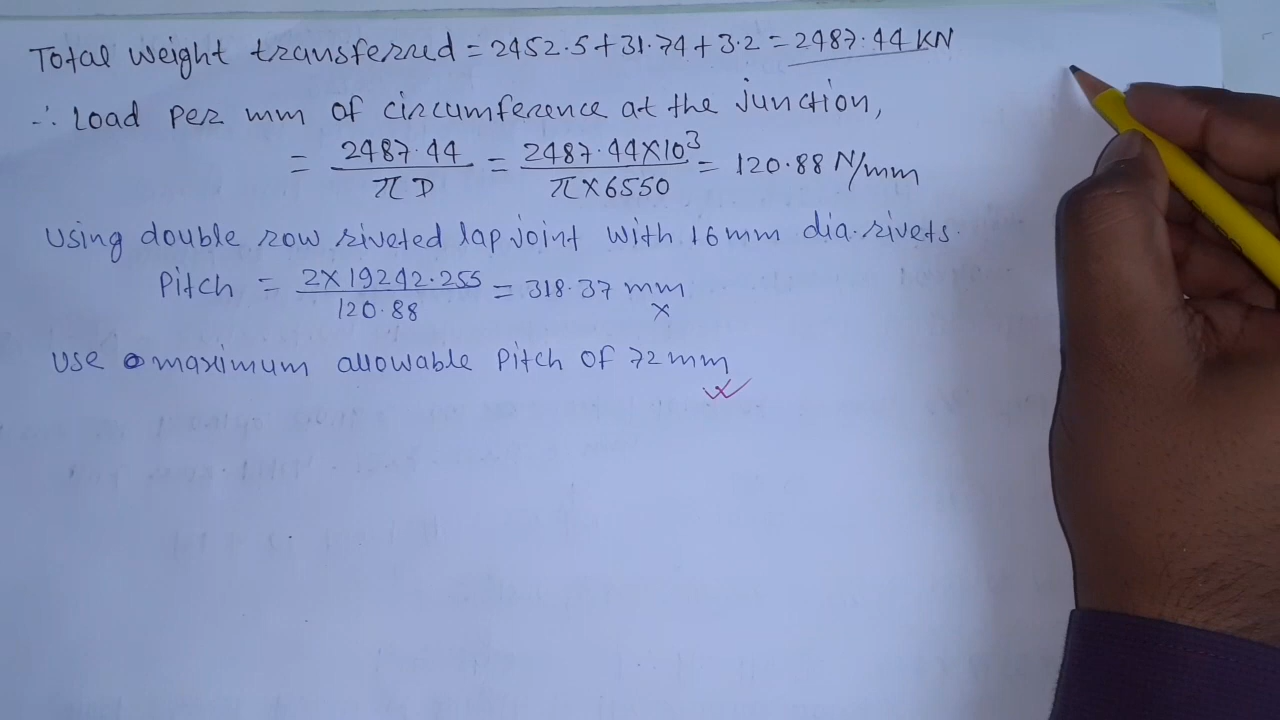 Total weight transferred = 2452.5 + 31.74 + 3.2 = 2487.44 KN
∴ Load per mm of circumference at the junction,
= 2487.44 / πD = 2487.44×10³ / π×6550 = 120.88 N/mm
Using double row riveted lap joint with 16mm dia. rivets.
Pitch = 2×19242.255 / 120.88 = 318.37 mm
×
Use maximum allowable pitch of 72mm